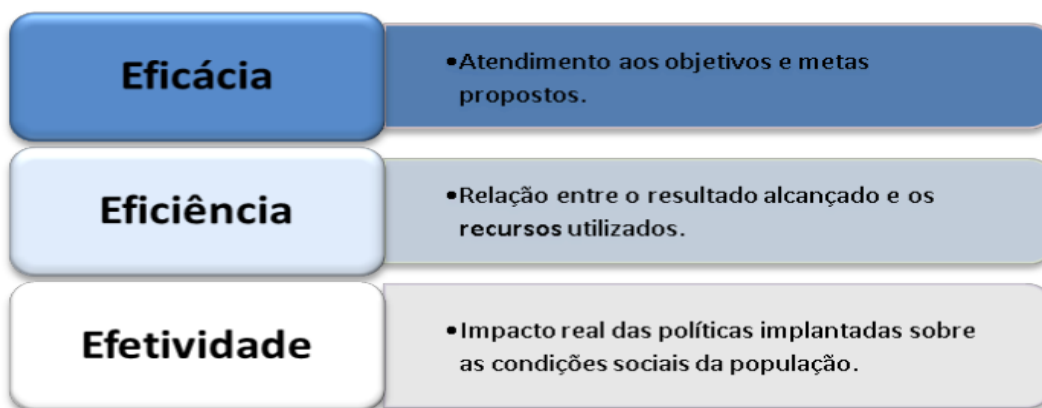 Eficácia
•Atendimento aos objetivos e metas
propostos.
Eficiência
•Relação entre o resultado alcançado e os
recursos utilizados.
Efetividade
•Impacto real das políticas implantadas sobre
as condições sociais da população.